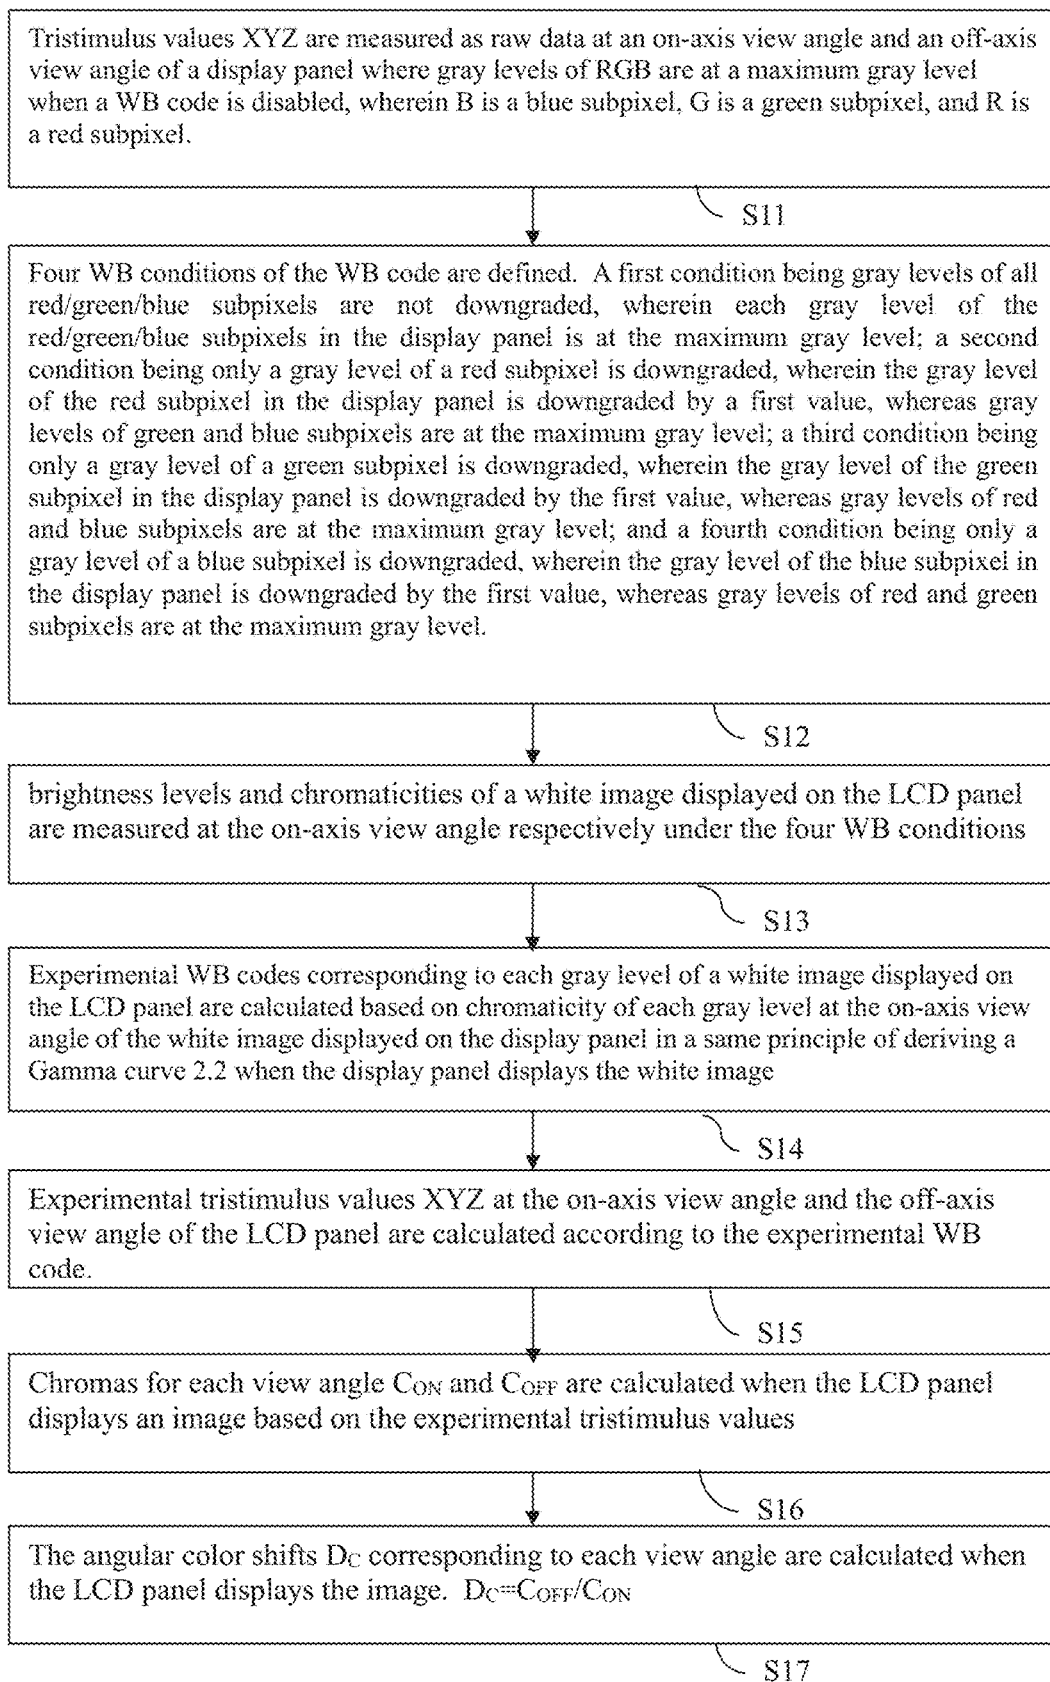 Tristimulus values XYZ are measured as raw data at an on-axis view angle and an off-axis
view angle of a display panel where gray levels of RGB are at a maximum gray level
when a WB code is disabled, wherein B is a blue subpixel, G is a green subpixel, and R is
a red subpixel.
S11
Four WB conditions of the WB code are defined. A first condition being gray levels of all
red/green/blue subpixels are not downgraded, wherein each gray level of the
red/green/blue subpixels in the display panel is at the maximum gray level; a second
condition being only a gray level of a red subpixel is downgraded, wherein the gray level
of the red subpixel in the display panel is downgraded by a first value, whereas gray
levels of green and blue subpixels are at the maximum gray level; a third condition being
only a gray level of a green subpixel is downgraded, wherein the gray level of the green
subpixel in the display panel is downgraded by the first value, whereas gray levels of red
and blue subpixels are at the maximum gray level; and a fourth condition being only a
gray level of a blue subpixel is downgraded, wherein the gray level of the blue subpixel in
the display panel is downgraded by the first value, whereas gray levels of red and green
subpixels are at the maximum gray level.
S12
brightness levels and chromaticities of a white image displayed on the LCD panel
are measured at the on-axis view angle respectively under the four WB conditions
S13
Experimental WB codes corresponding to each gray level of a white image displayed on
the LCD panel are calculated based on chromaticity of each gray level at the on-axis view
angle of the white image displayed on the display panel in a same principle of deriving a
Gamma curve 2.2 when the display panel displays the white image
S14
Experimental tristimulus values XYZ at the on-axis view angle and the off-axis
view angle of the LCD panel are calculated according to the experimental WB
code.
S15
Chromas for each view angle CON and COFF are calculated when the LCD panel
displays an image based on the experimental tristimulus values
S16
The angular color shifts DC corresponding to each view angle are calculated when
the LCD panel displays the image. DC=COFF/CON
S17